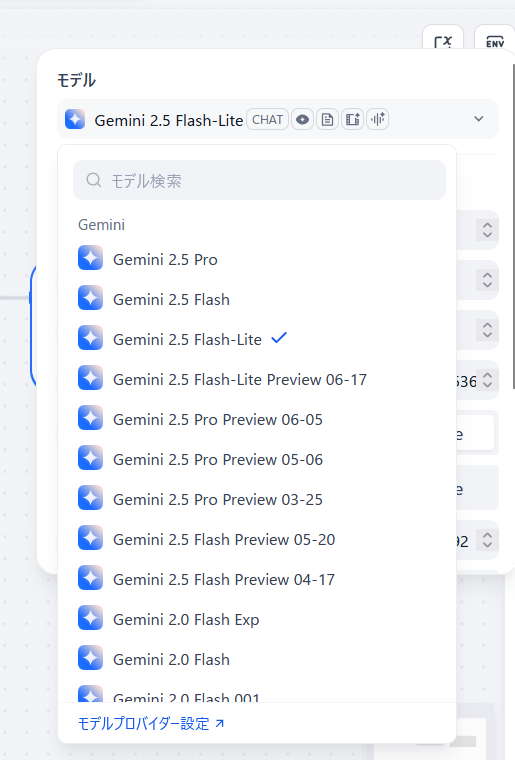 ENV
モデル
Gemini 2.5 Flash-Lite CHAT
モデル検索
Gemini
Gemini 2.5 Pro
Gemini 2.5 Flash
Gemini 2.5 Flash-Lite
Gemini 2.5 Flash-Lite Preview 06-17
536
Gemini 2.5 Pro Preview 06-05
e
Gemini 2.5 Pro Preview 05-06
Gemini 2.5 Pro Preview 03-25
e
Gemini 2.5 Flash Preview 05-20
92
Gemini 2.5 Flash Preview 04-17
Gemini 2.0 Flash Exp
Gemini 2.0 Flash
Gemini 2.0 Flash 001
モデルプロバイダー設定